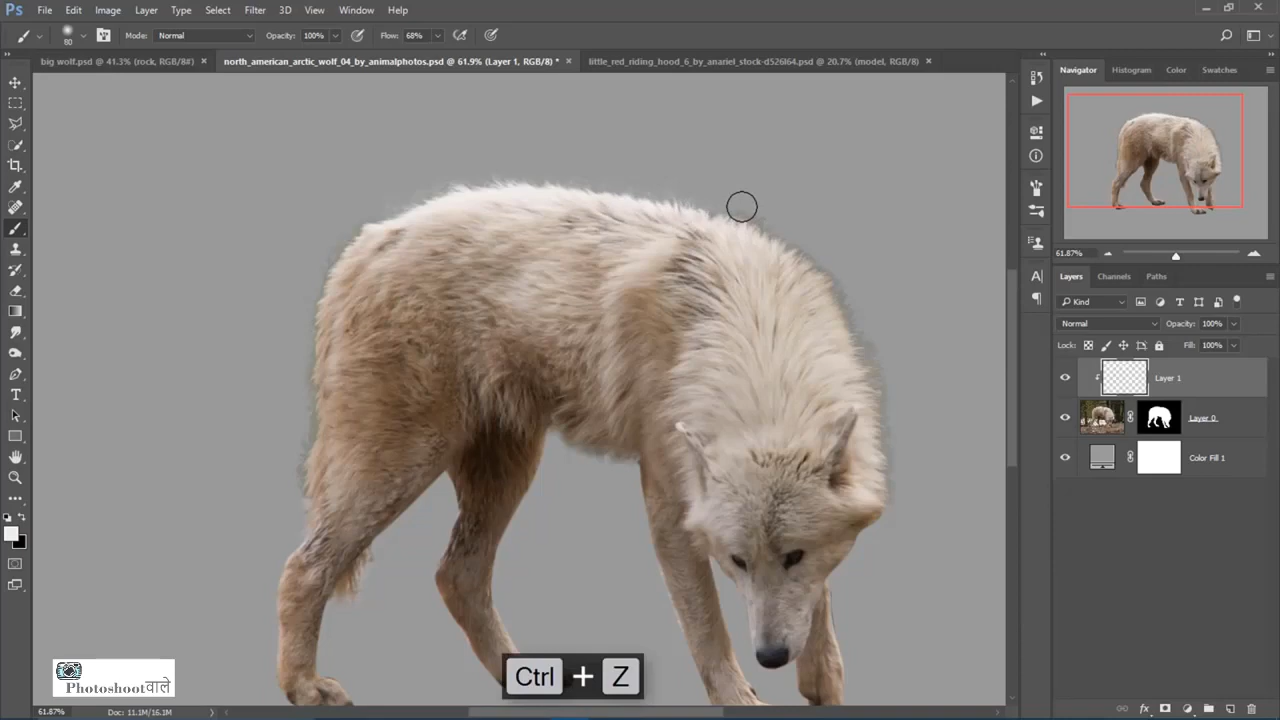 Ps File Edit Image Layer Type Select Filter 3D View Window Help
80 Mode: Normal Opacity: 100% Flow: 68%
big wolf.psd @ 41.3% (rock, RGB/8#) × north_american_arctic_wolf_04_by_animalphotos.psd @ 61.9% (Layer 1, RGB/8) * × little_red_riding_hood_6_by_anariel_stock-d526l64.psd @ 20.7% (model, RGB/8) ×
Navigator Histogram Color Swatches
61.87%
Layers Channels Paths
Kind
Normal Opacity: 100%
Lock: Fill: 100%
Layer 1
Layer 0
Color Fill 1
Ctrl + Z
Photoshootवाले
61.87% Doc: 11.1M/16.1M